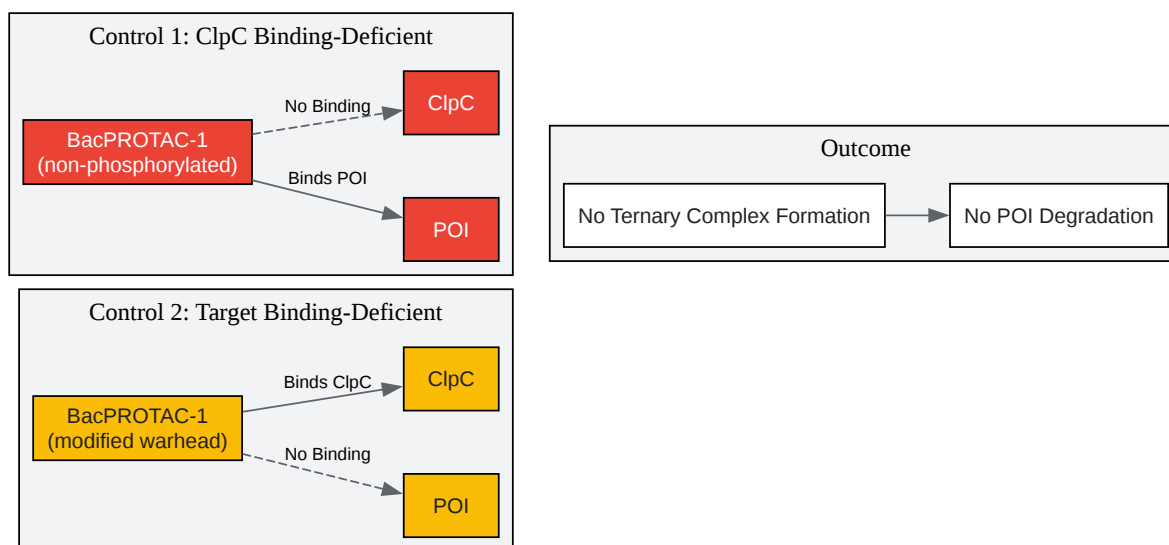 Control 1: ClpC Binding-Deficient
BacPROTAC-1
(non-phosphorylated)
No Binding
Binds POI
ClpC
POI
Outcome
No Ternary Complex Formation
No POI Degradation
Control 2: Target Binding-Deficient
BacPROTAC-1
(modified warhead)
Binds ClpC
No Binding
ClpC
POI